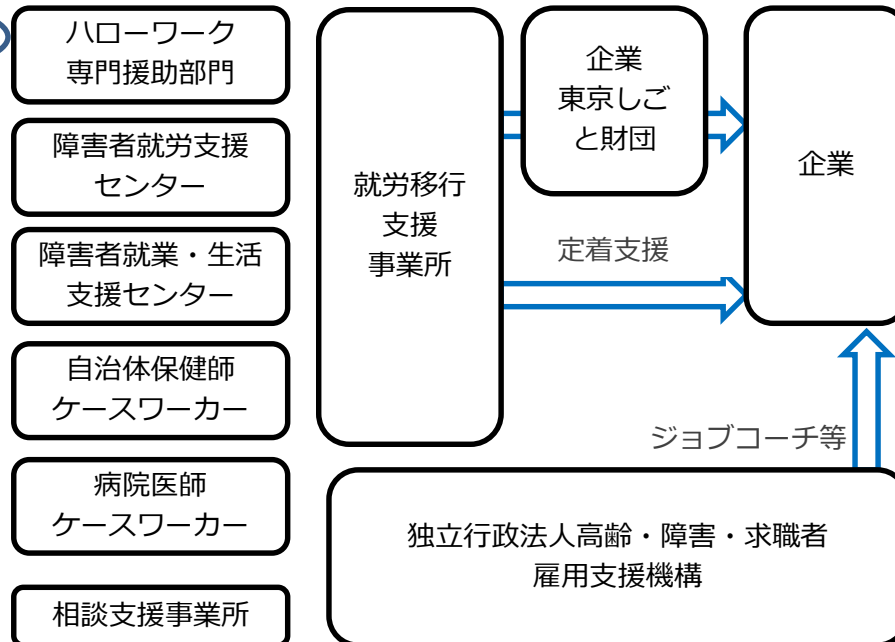 ハローワーク
専門援助部門
障害者就労支援
センター
障害者就業・生活
支援センター
自治体保健師
ケースワーカー
病院医師
ケースワーカー
相談支援事業所
就労移行
支援
事業所
企業
東京しご
と財団
定着支援
企業
ジョブコーチ等
独立行政法人高齢・障害・求職者
雇用支援機構